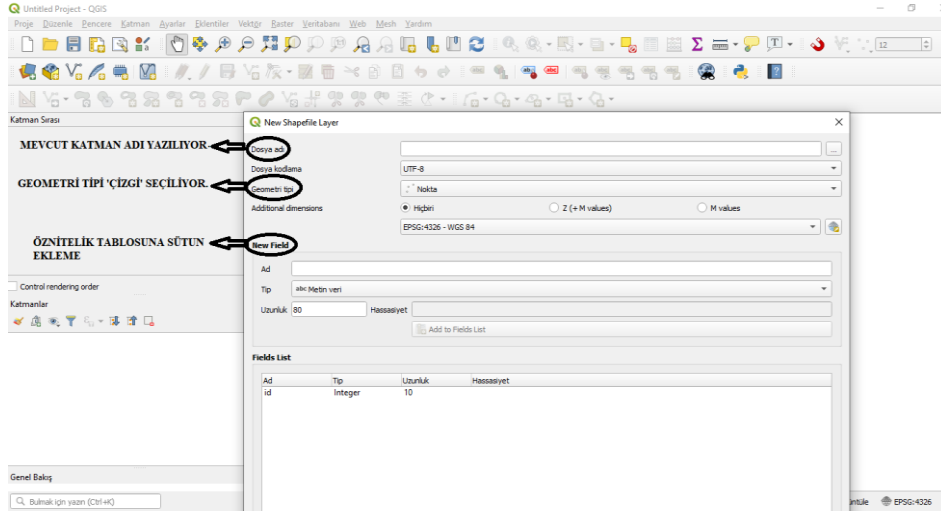 Untitled Project - QGIS
Proje Düzenle Pencere Katman Ayarlar Eklentiler Vektör Raster Veritabanı Web Mesh Yardım
12
Katman Sırası
New Shapefile Layer
MEVCUT KATMAN ADI YAZILIYOR.
Dosya adı
...
Dosya kodlama UTF-8
GEOMETRİ TİPİ 'ÇİZGİ' SEÇİLİYOR.
Geometri tipi Nokta
Additional dimensions Hiçbiri Z (+ M values) M values
EPSG:4326 - WGS 84
ÖZNİTELİK TABLOSUNA SÜTUN
EKLEME
New Field
Ad
Tip abc Metin veri
Uzunluk 80 Hassasiyet
Add to Fields List
Control rendering order
Katmanlar
Fields List
Ad Tip Uzunluk Hassasiyet
id Integer 10
Genel Bakış
Bulmak için yazın (Ctrl+K)
EPSG:4326